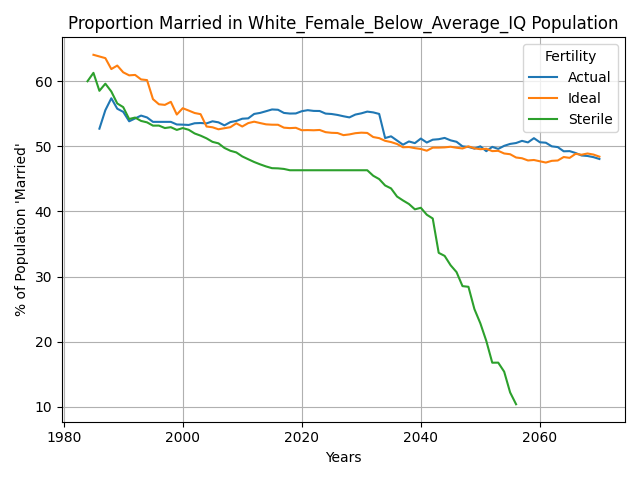 Proportion Married in White_Female_Below_Average_IQ Population
Fertility
Actual
Ideal
Sterile
% of Population 'Married'
60
50
40
30
20
10
1980
2000
2020
2040
2060
Years